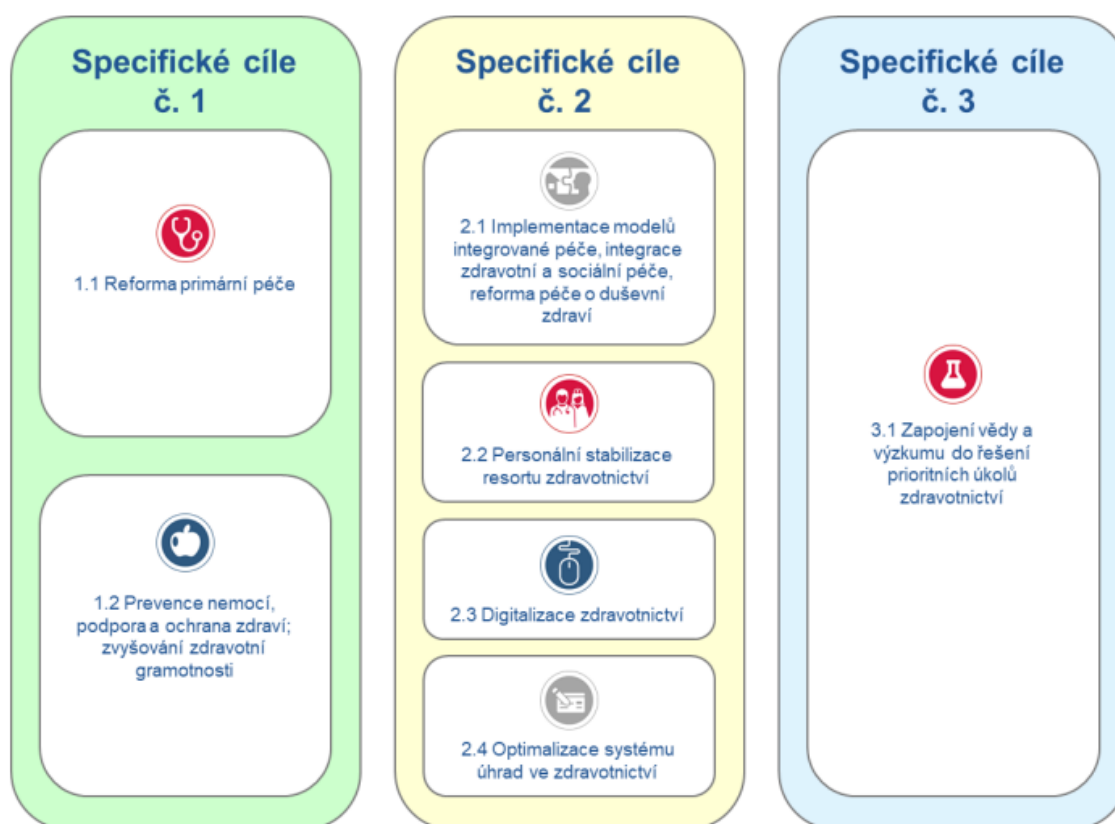 Specifické cíle
č. 1
1.1 Reforma primární péče
1.2 Prevence nemocí,
podpora a ochrana zdraví;
zvyšování zdravotní
gramotnosti
Specifické cíle
č. 2
2.1 Implementace modelů
integrované péče, integrace
zdravotní a sociální péče,
reforma péče o duševní
zdraví
2.2 Personální stabilizace
resortu zdravotnictví
2.3 Digitalizace zdravotnictví
2.4 Optimalizace systému
úhrad ve zdravotnictví
Specifické cíle
č. 3
3.1 Zapojení vědy a
výzkumu do řešení
prioritních úkolů
zdravotnictví